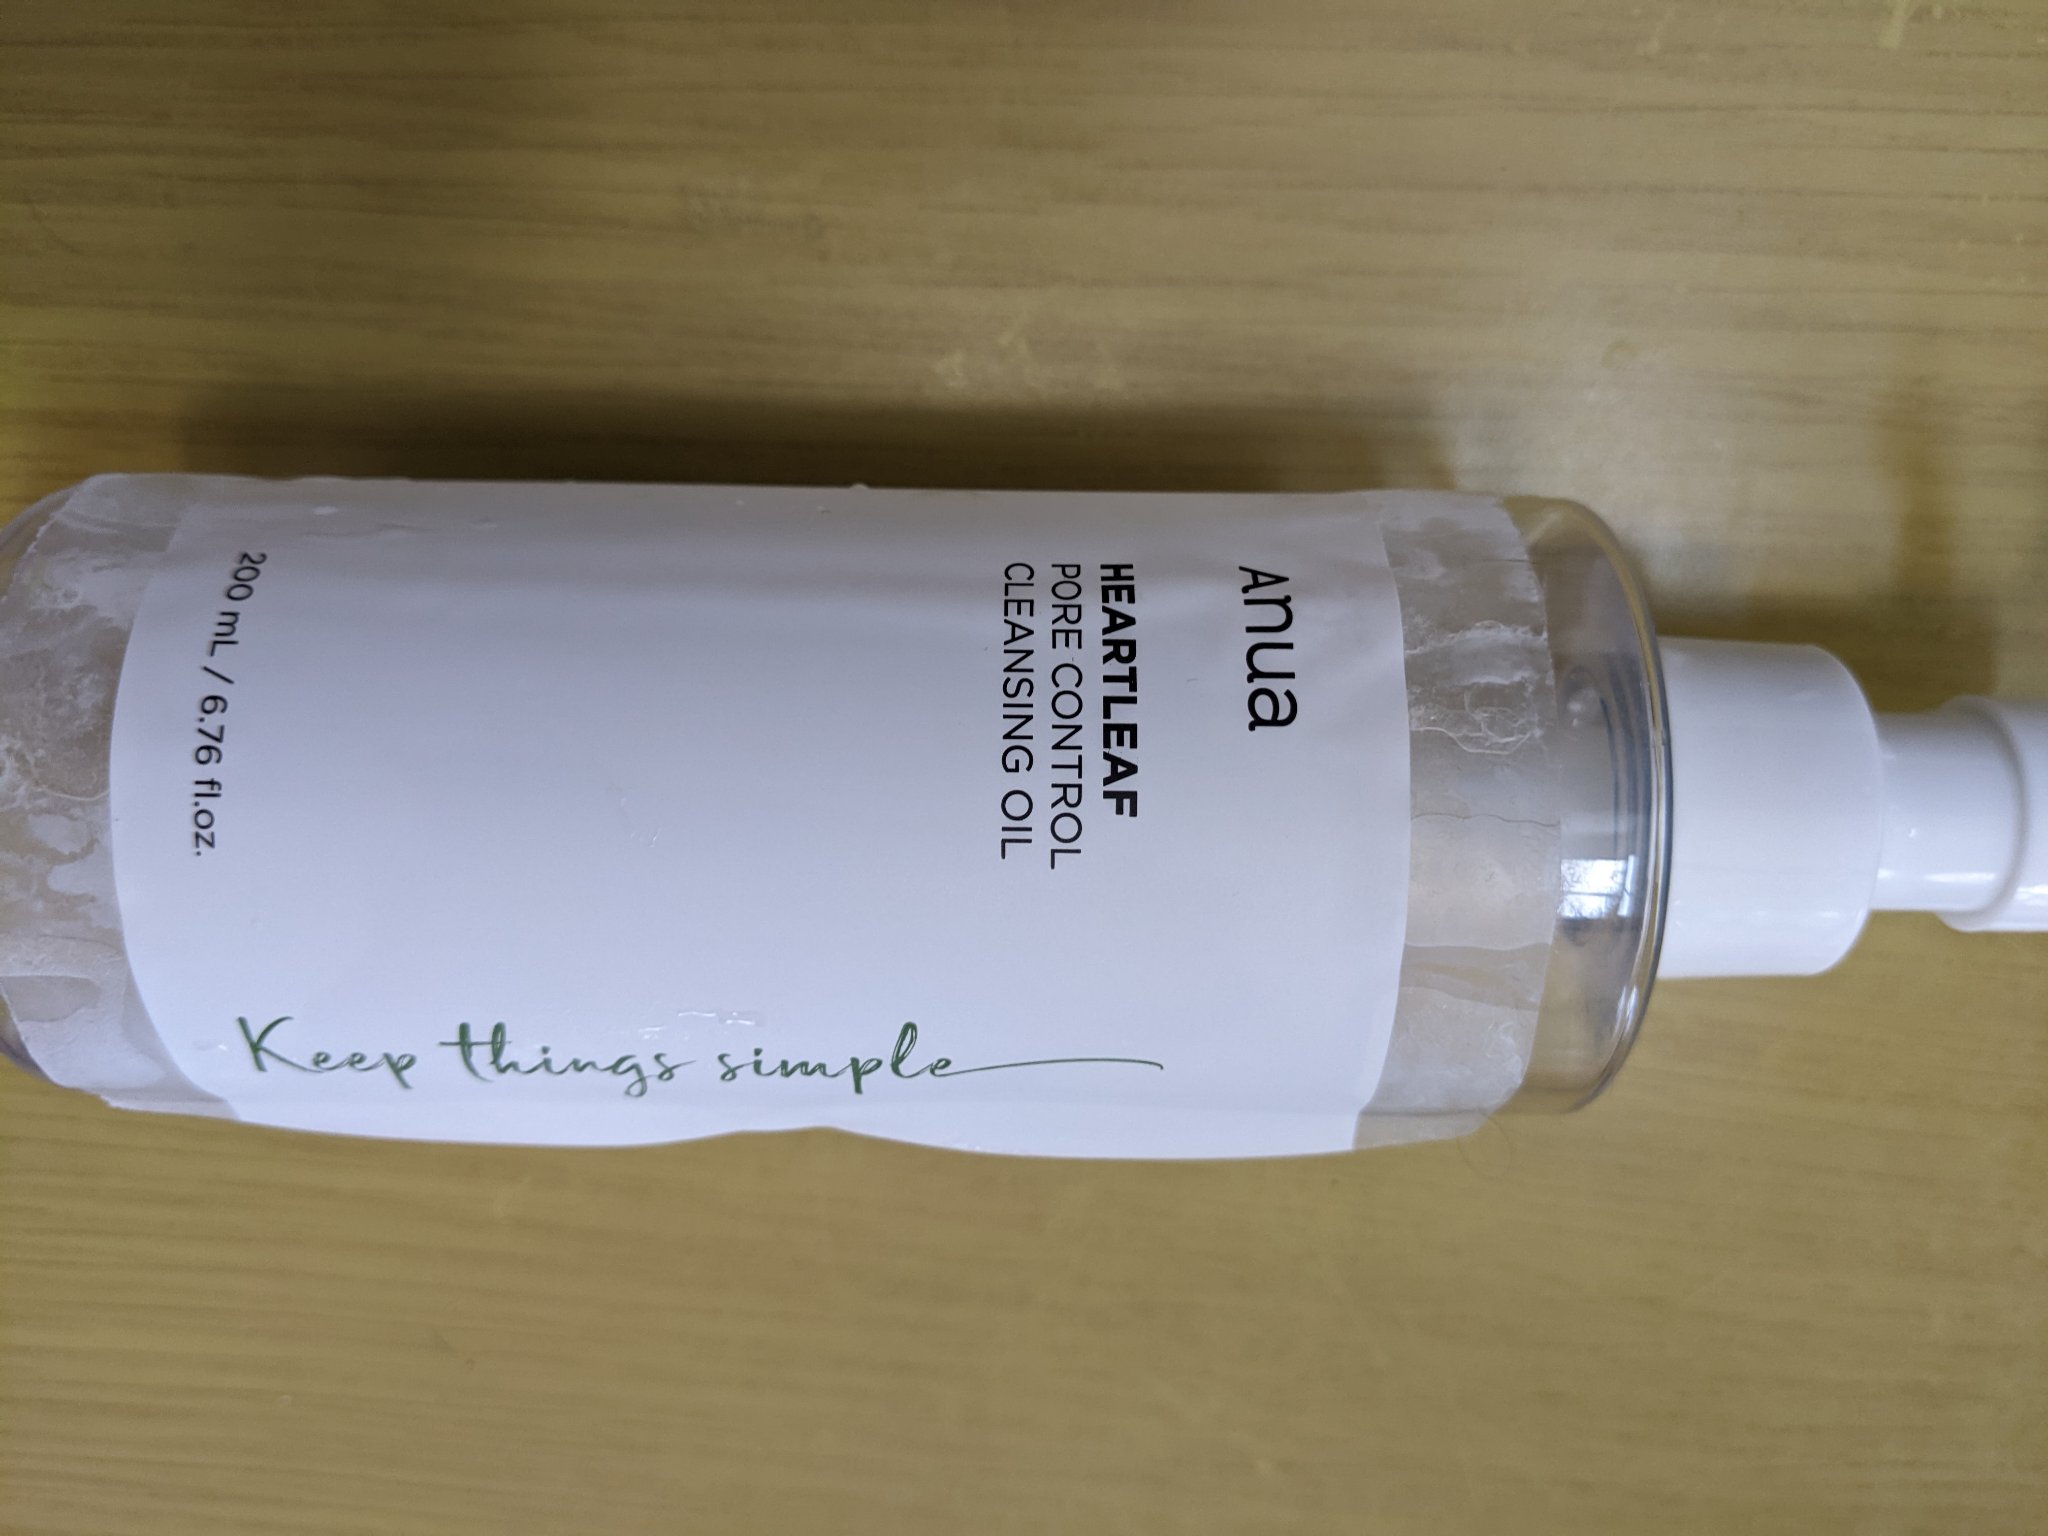 Anua
HEARTLEAF
PORE CONTROL
CLEANSING OIL
Keep things simple
200 mL / 6.76 fl.oz.